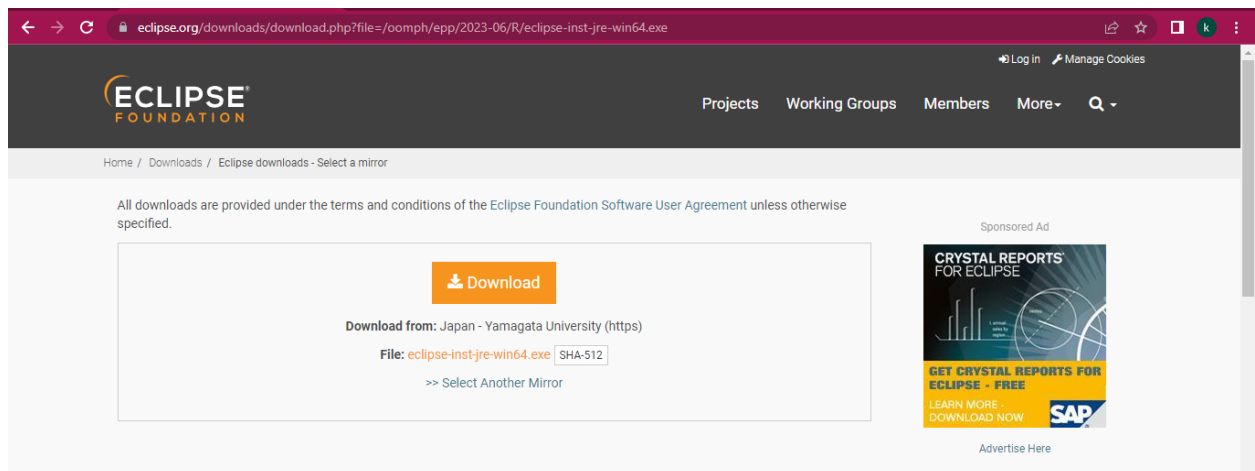 eclipse.org/downloads/download.php?file=/oomph/epp/2023-06/R/eclipse-inst-jre-win64.exe
k
Log in Manage Cookies
ECLIPSE®
FOUNDATION
Projects Working Groups Members More
Home / Downloads / Eclipse downloads - Select a mirror
All downloads are provided under the terms and conditions of the Eclipse Foundation Software User Agreement unless otherwise
specified.
Download
Download from: Japan - Yamagata University (https)
File: eclipse-inst-jre-win64.exe SHA-512
>> Select Another Mirror
Sponsored Ad
CRYSTAL REPORTS®
FOR ECLIPSE
GET CRYSTAL REPORTS FOR
ECLIPSE - FREE
LEARN MORE -
DOWNLOAD NOW
SAP
Advertise Here